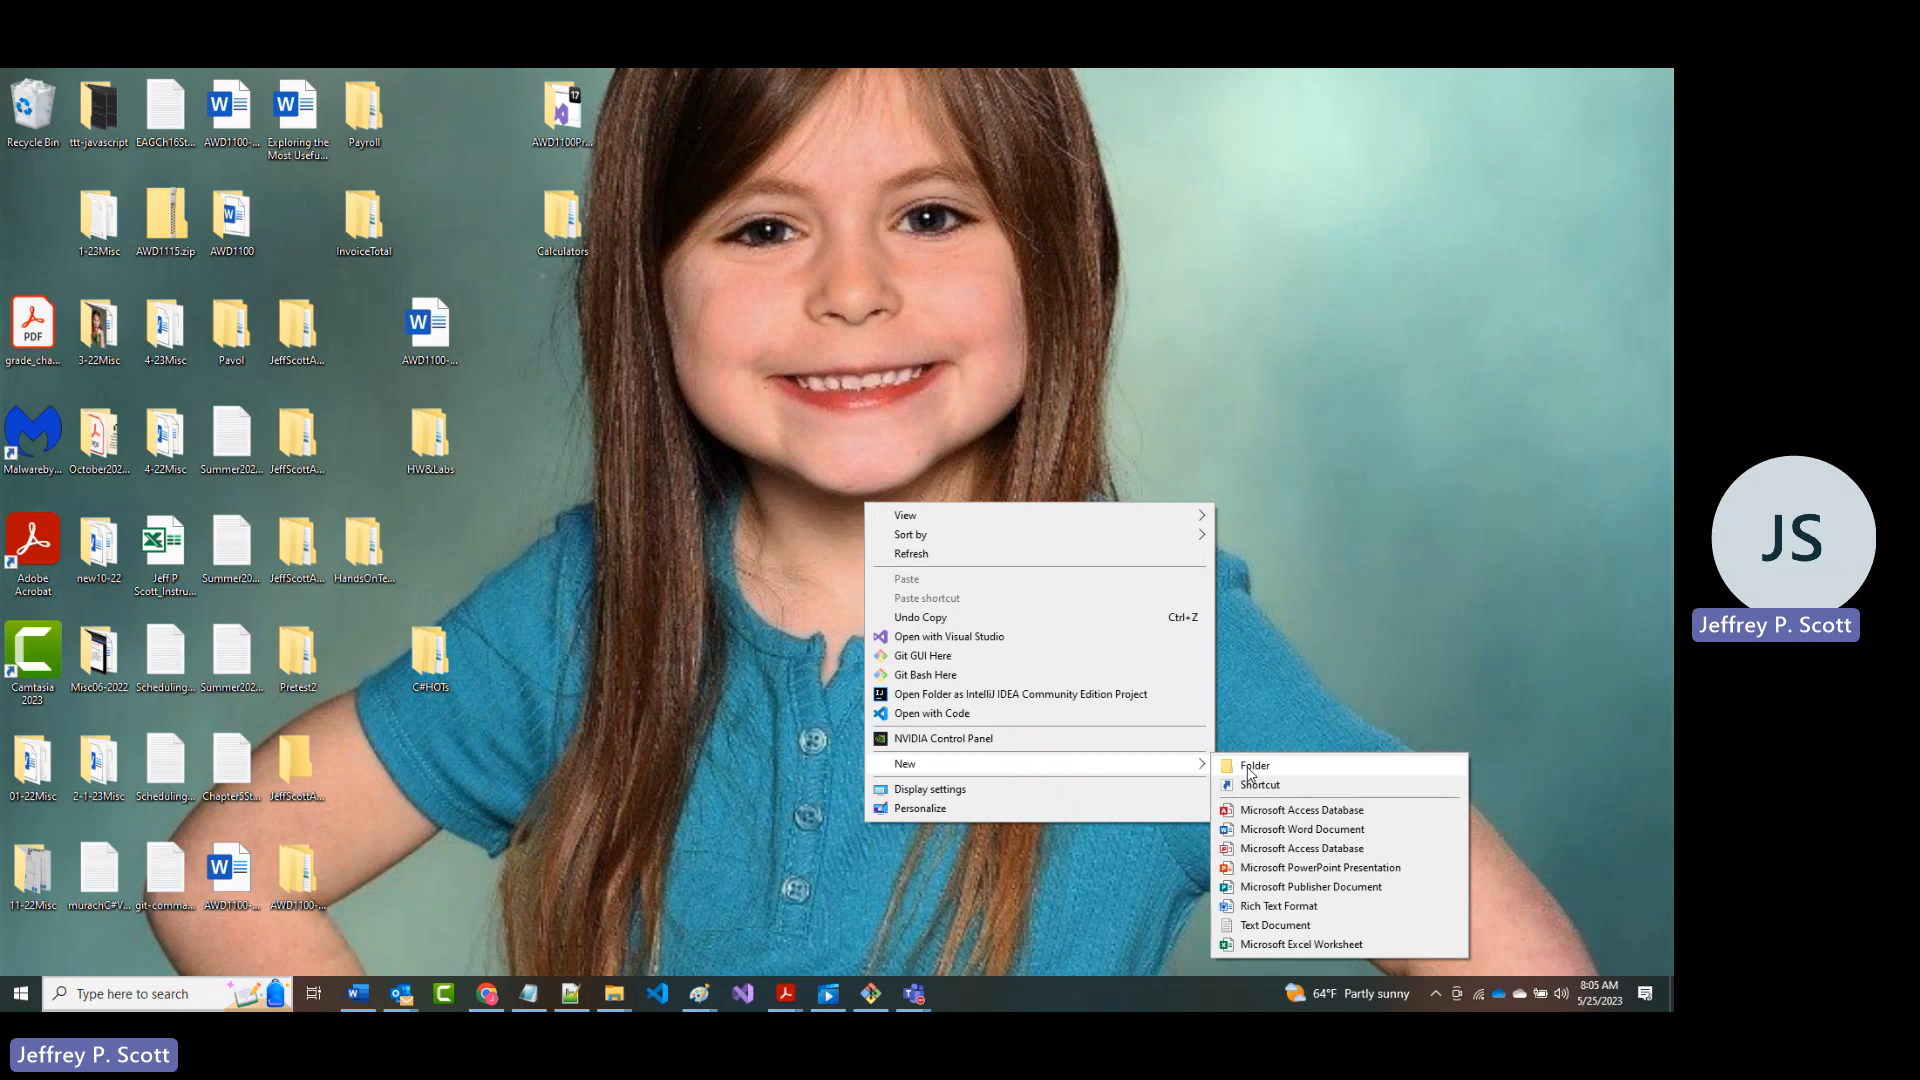 Recycle Bin
ttt-javascript
EAGCh16St...
AWD1100-...
Exploring the
Most Usefu...
Payroll
AWD1100Pr...
17
1-23Misc
AWD1115.zip
AWD1100
InvoiceTotal
Calculators
PDF
grade_cha...
3-22Misc
4-23Misc
Pavol
JeffScottA...
AWD1100-...
Malwareby...
October202...
4-22Misc
Summer202...
JeffScottA...
HW&Labs
Adobe
Acrobat
new10-22
Jeff P
Scott_Instru...
Summer20...
JeffScottA...
HandsOnTe...
Camtasia
2023
Misc06-2022
Scheduling...
Summer202...
Pretest2
C#HOTs
01-22Misc
2-1-23Misc
Scheduling...
Chapter5St...
JeffScottA...
11-22Misc
murachC#V...
git-comma...
AWD1100-...
AWD1100-...
View
Sort by
Refresh
Paste
Paste shortcut
Undo Copy Ctrl+Z
Open with Visual Studio
Git GUI Here
Git Bash Here
Open Folder as IntelliJ IDEA Community Edition Project
Open with Code
NVIDIA Control Panel
New
Display settings
Personalize
Folder
Shortcut
Microsoft Access Database
Microsoft Word Document
Microsoft Access Database
Microsoft PowerPoint Presentation
Microsoft Publisher Document
Rich Text Format
Text Document
Microsoft Excel Worksheet
JS
Jeffrey P. Scott
Type here to search
64°F Partly sunny
8:05 AM
5/25/2023
Jeffrey P. Scott